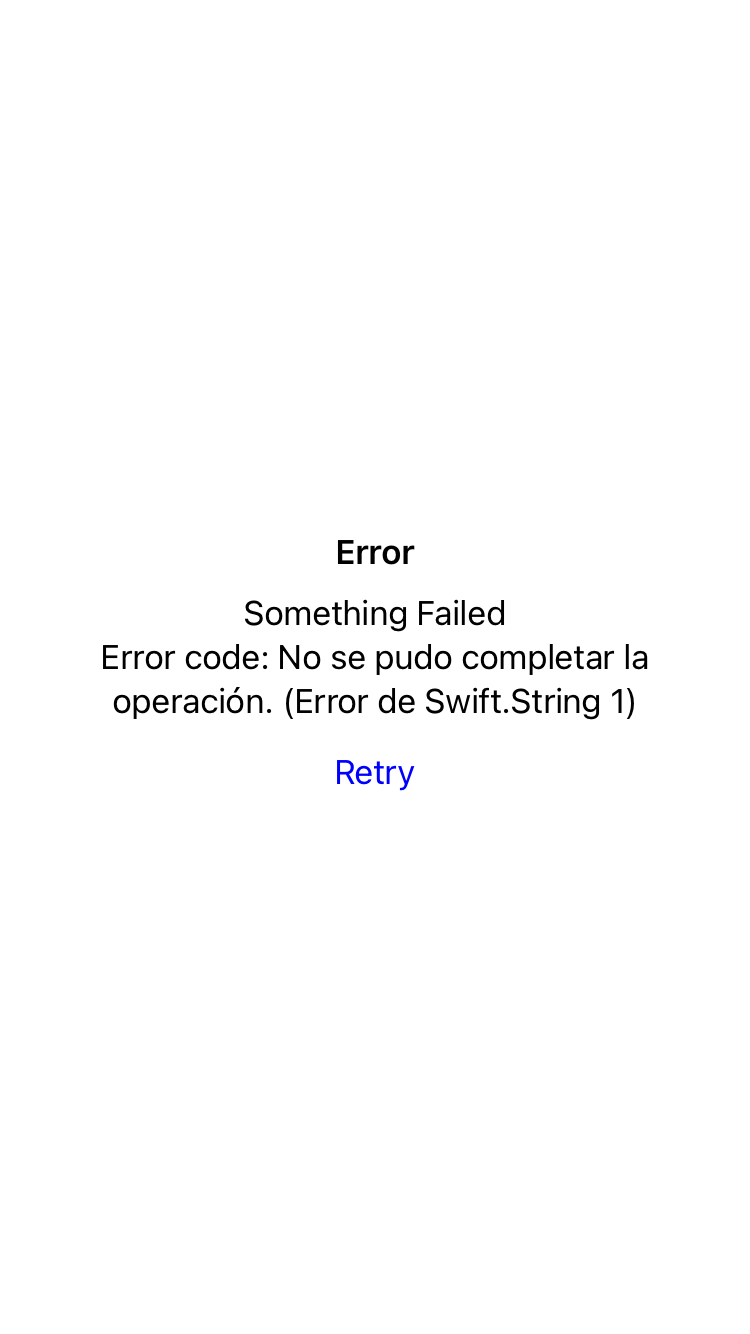 Error
Something Failed
Error code: No se pudo completar la
operación. (Error de Swift.String 1)
Retry